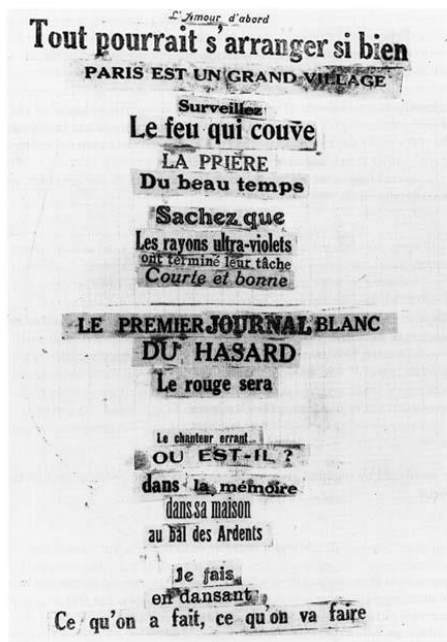 L'Amour d'abord
Tout pourrait s'arranger si bien
PARIS EST UN GRAND VILLAGE
Surveillez
Le feu qui couve
LA PRIÈRE
Du beau temps
Sachez que
Les rayons ultra-violets
ont terminé leur tâche
Courte et bonne
LE PREMIER JOURNAL BLANC
DU HASARD
Le rouge sera
Le chanteur errant
OU EST-IL ?
dans la mémoire
dans sa maison
au bal des Ardents
Je fais
en dansant
Ce qu'on a fait, ce qu'on va faire